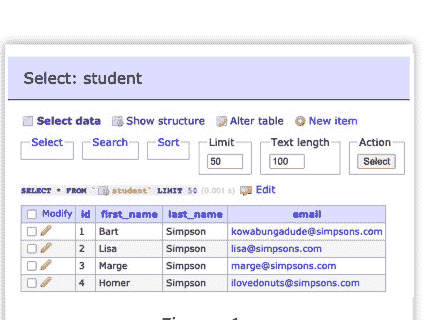 Select: student
Select data Show structure Alter table New item
Select Search Sort Limit 50 Text length 100 Action Select
SELECT * FROM `student` LIMIT 50 (0.001 s) Edit
Modify id first_name last_name email
1 Bart Simpson kowabungadude@simpsons.com
2 Lisa Simpson lisa@simpsons.com
3 Marge Simpson marge@simpsons.com
4 Homer Simpson ilovedonuts@simpsons.com